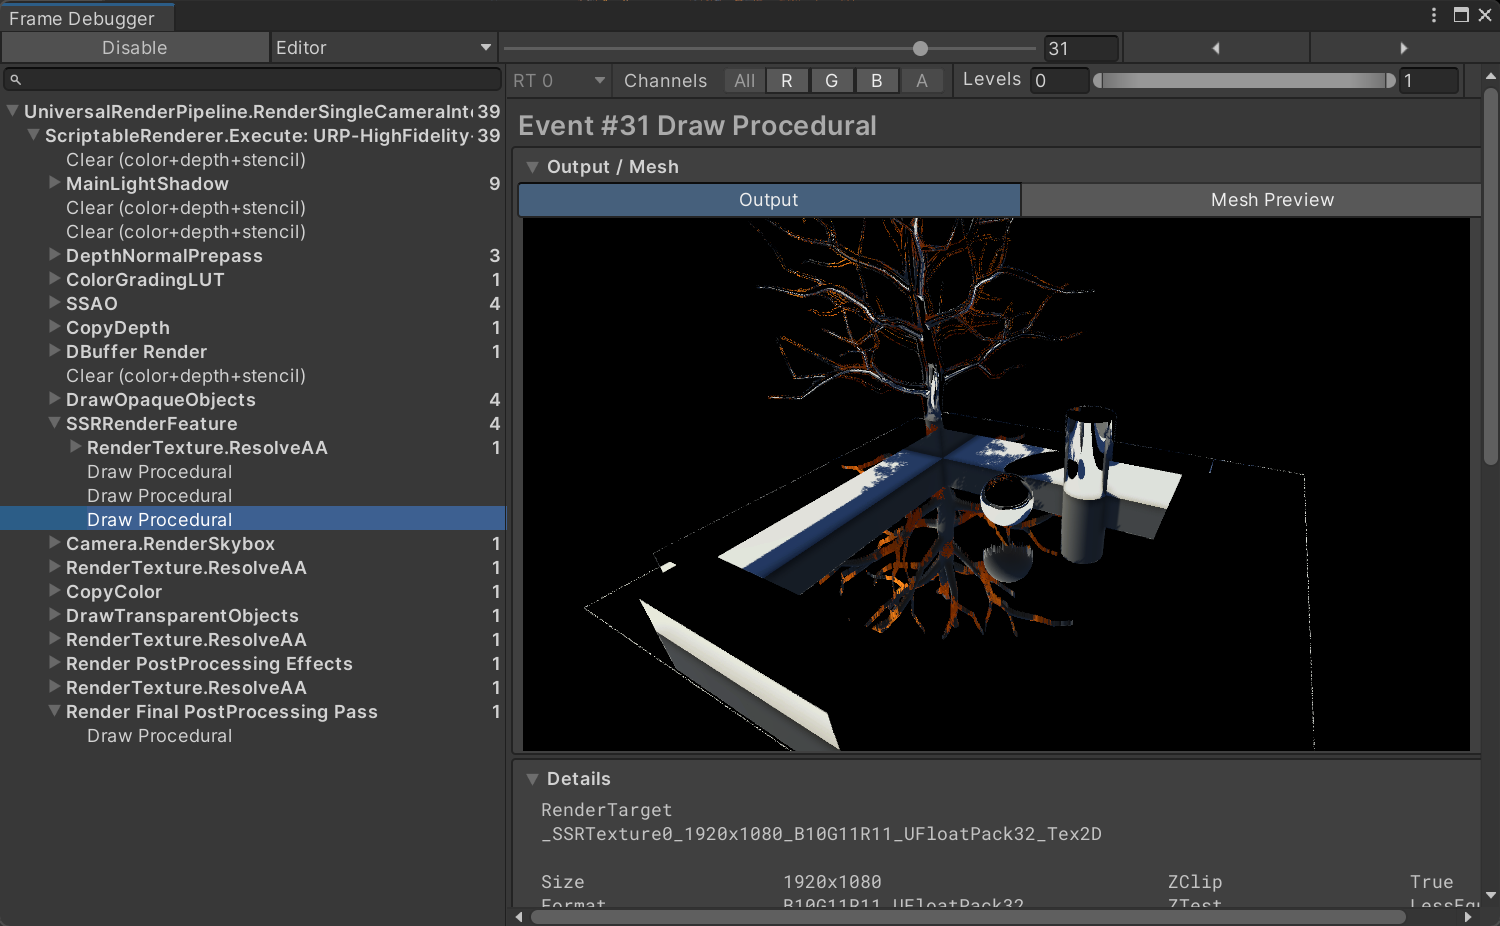 Frame Debugger
Disable
Editor
31
RT 0
Channels
All
R
G
B
A
Levels
0
1
UniversalRenderPipeline.RenderSingleCameraInt 39
ScriptableRenderer.Execute: URP-HighFidelity- 39
Clear (color+depth+stencil)
MainLightShadow 9
Clear (color+depth+stencil)
Clear (color+depth+stencil)
DepthNormalPrepass 3
ColorGradingLUT 1
SSAO 4
CopyDepth 1
DBuffer Render 1
Clear (color+depth+stencil)
DrawOpaqueObjects 4
SSRRenderFeature 4
RenderTexture.ResolveAA 1
Draw Procedural
Draw Procedural
Draw Procedural
Camera.RenderSkybox 1
RenderTexture.ResolveAA 1
CopyColor 1
DrawTransparentObjects 1
RenderTexture.ResolveAA 1
Render PostProcessing Effects 1
RenderTexture.ResolveAA 1
Render Final PostProcessing Pass 1
Draw Procedural
Event #31 Draw Procedural
Output / Mesh
Output
Mesh Preview
Details
RenderTarget
_SSRTexture0_1920x1080_B10G11R11_UFloatPack32_Tex2D
Size 1920x1080 ZClip True
Format B10G11R11_UFloatPack32 ZTest